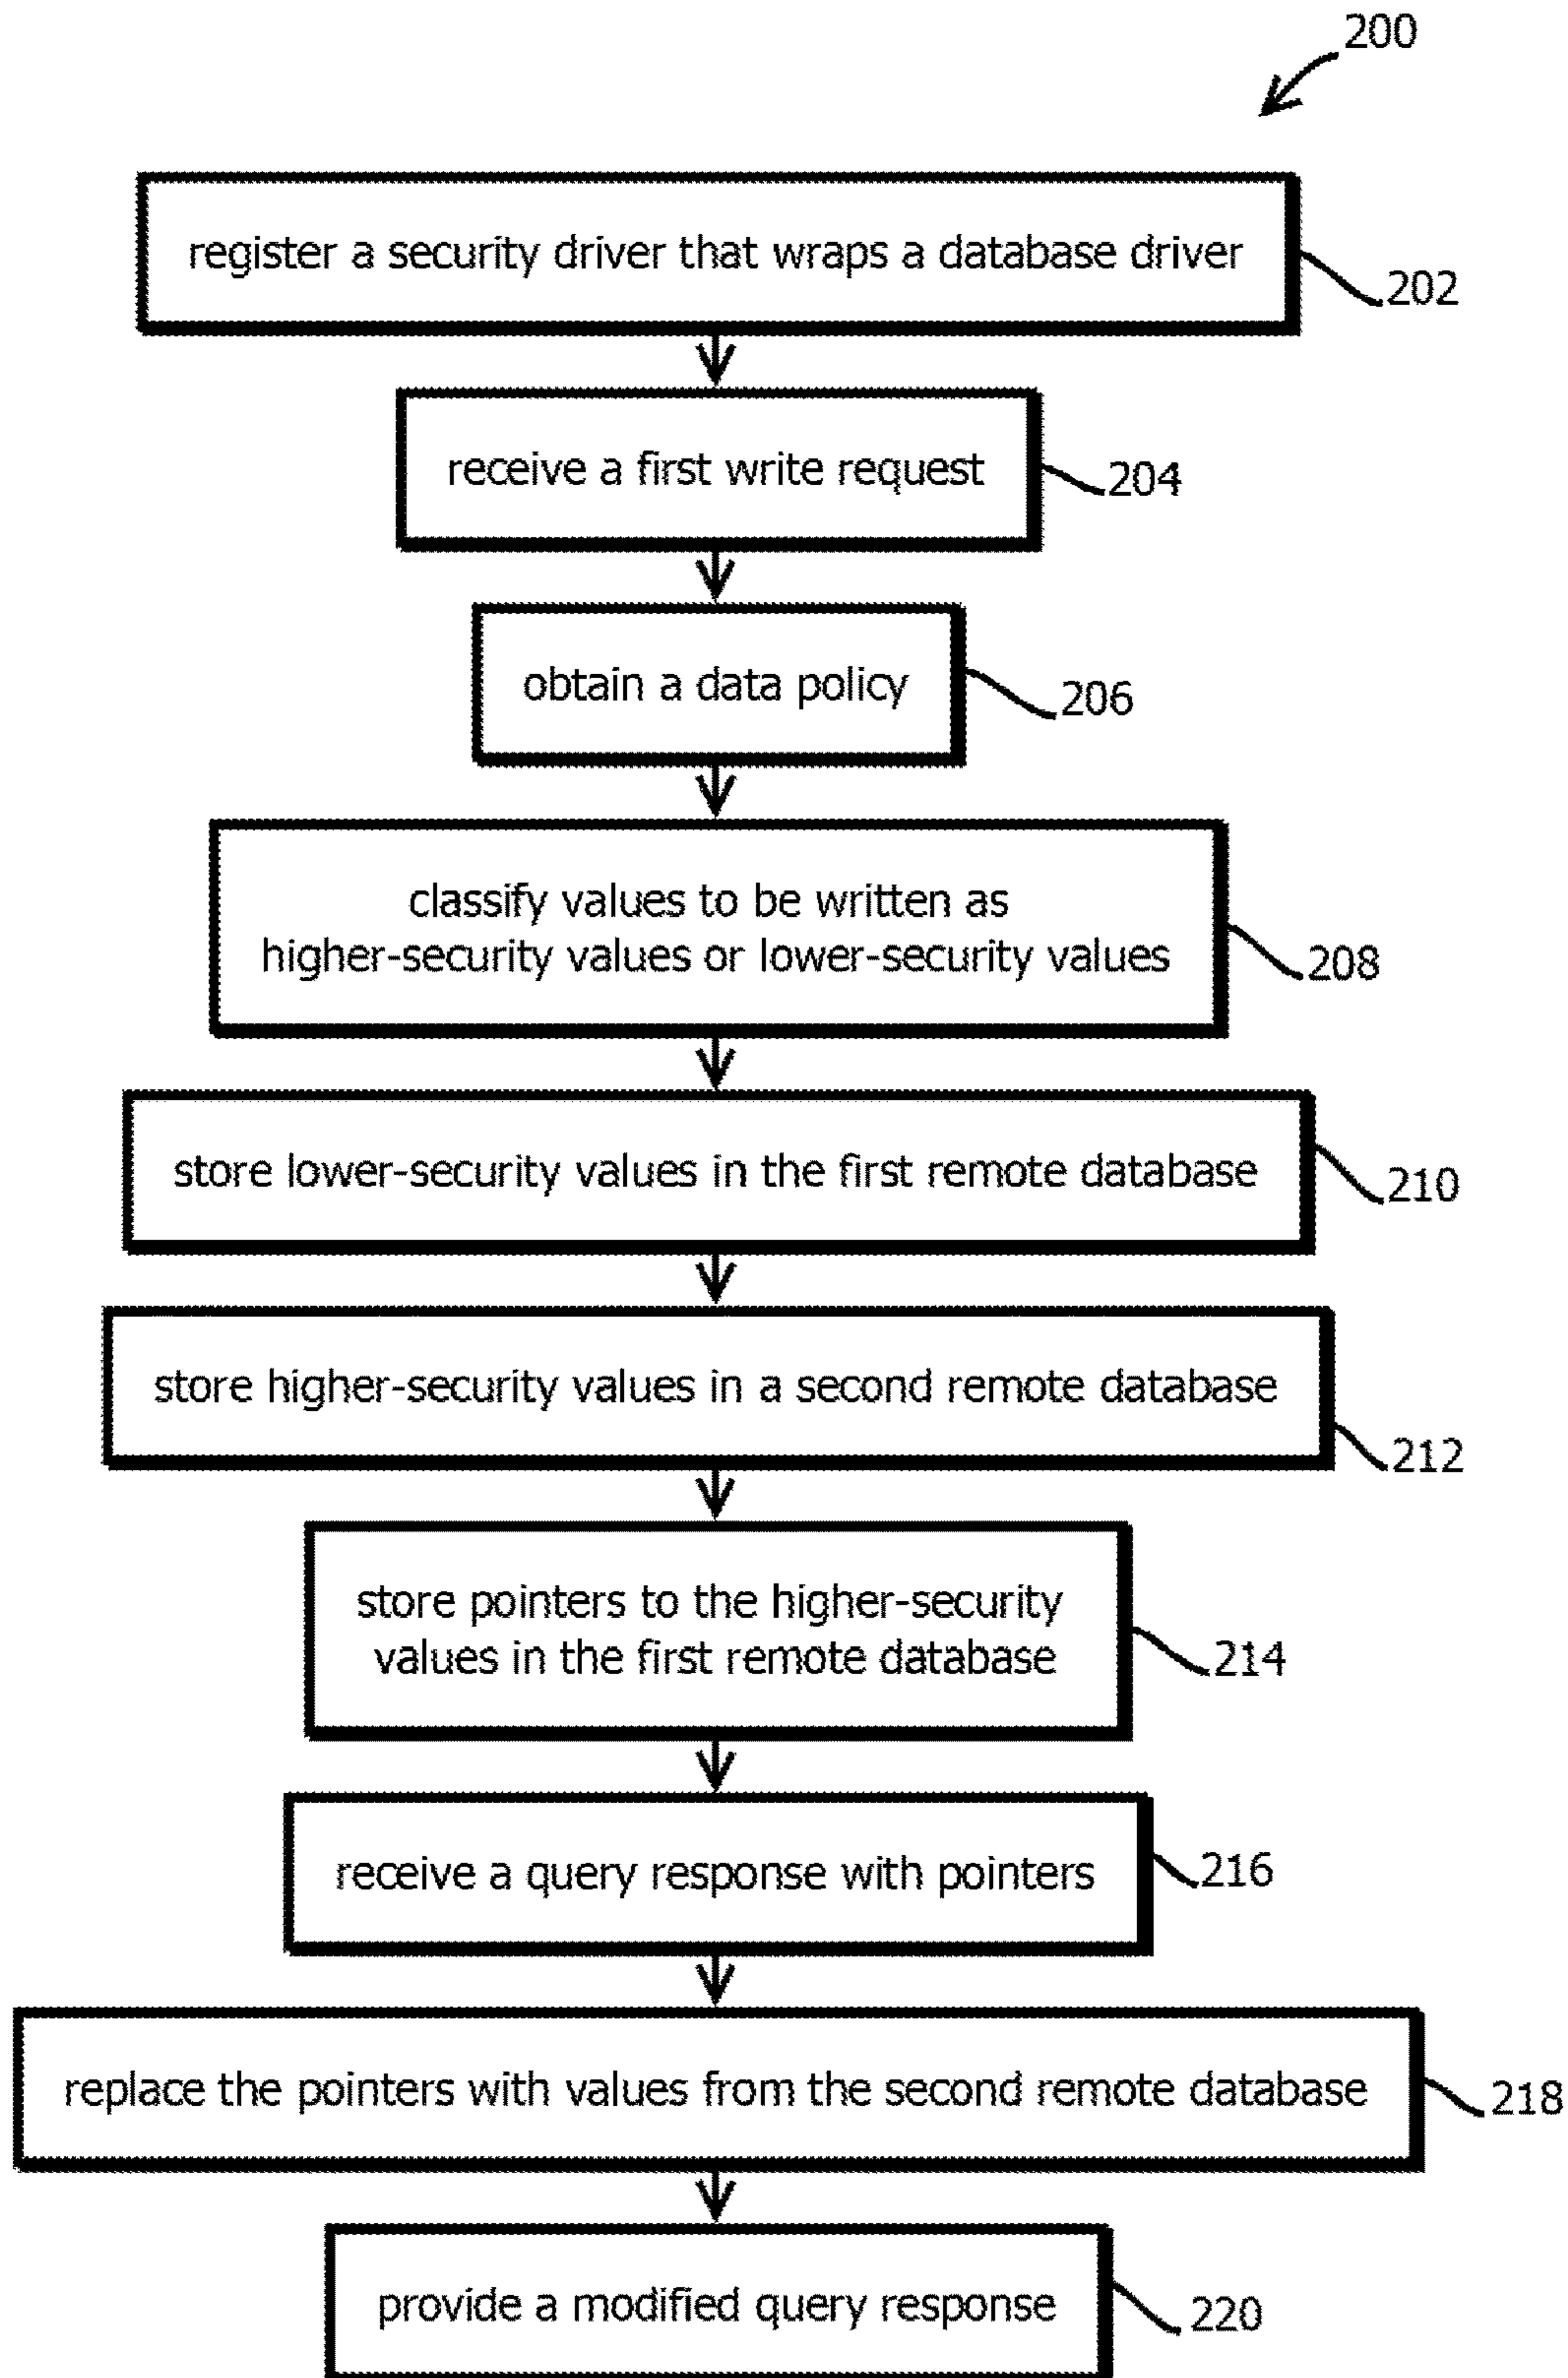 200
register a security driver that wraps a database driver
202
receive a first write request
204
obtain a data policy
206
classify values to be written as
higher-security values or lower-security values
208
store lower-security values in the first remote database
210
store higher-security values in a second remote database
212
store pointers to the higher-security
values in the first remote database
214
receive a query response with pointers
216
replace the pointers with values from the second remote database
218
provide a modified query response
220